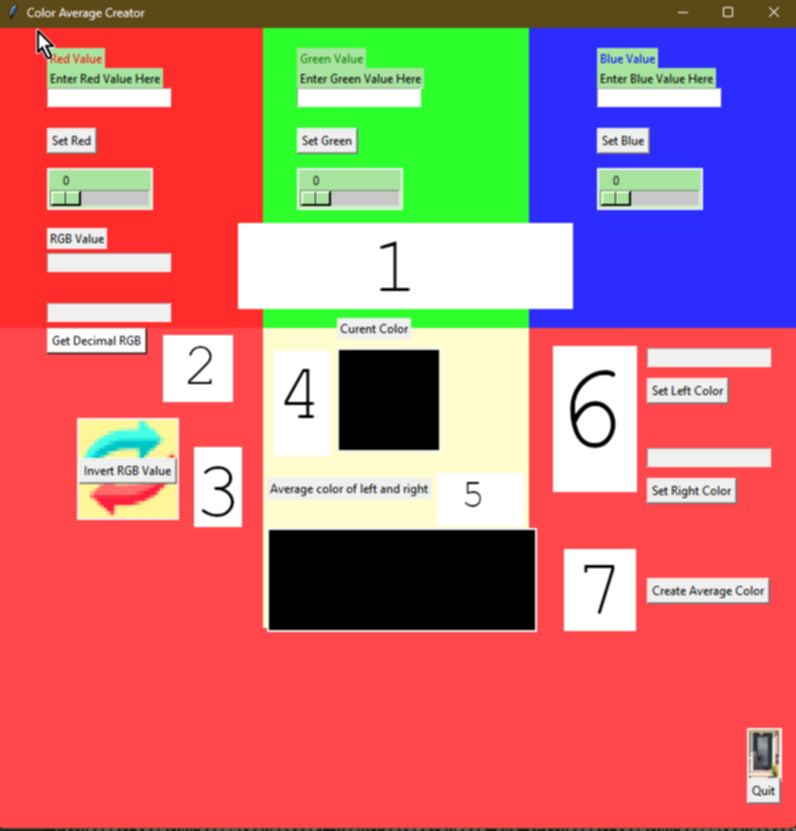 Color Average Creator
Red Value
Enter Red Value Here
Set Red
0
Green Value
Enter Green Value Here
Set Green
0
Blue Value
Enter Blue Value Here
Set Blue
0
RGB Value
Get Decimal RGB
1
2
Invert RGB Value
3
Curent Color
4
Average color of left and right
5
6
Set Left Color
Set Right Color
7
Create Average Color
Quit